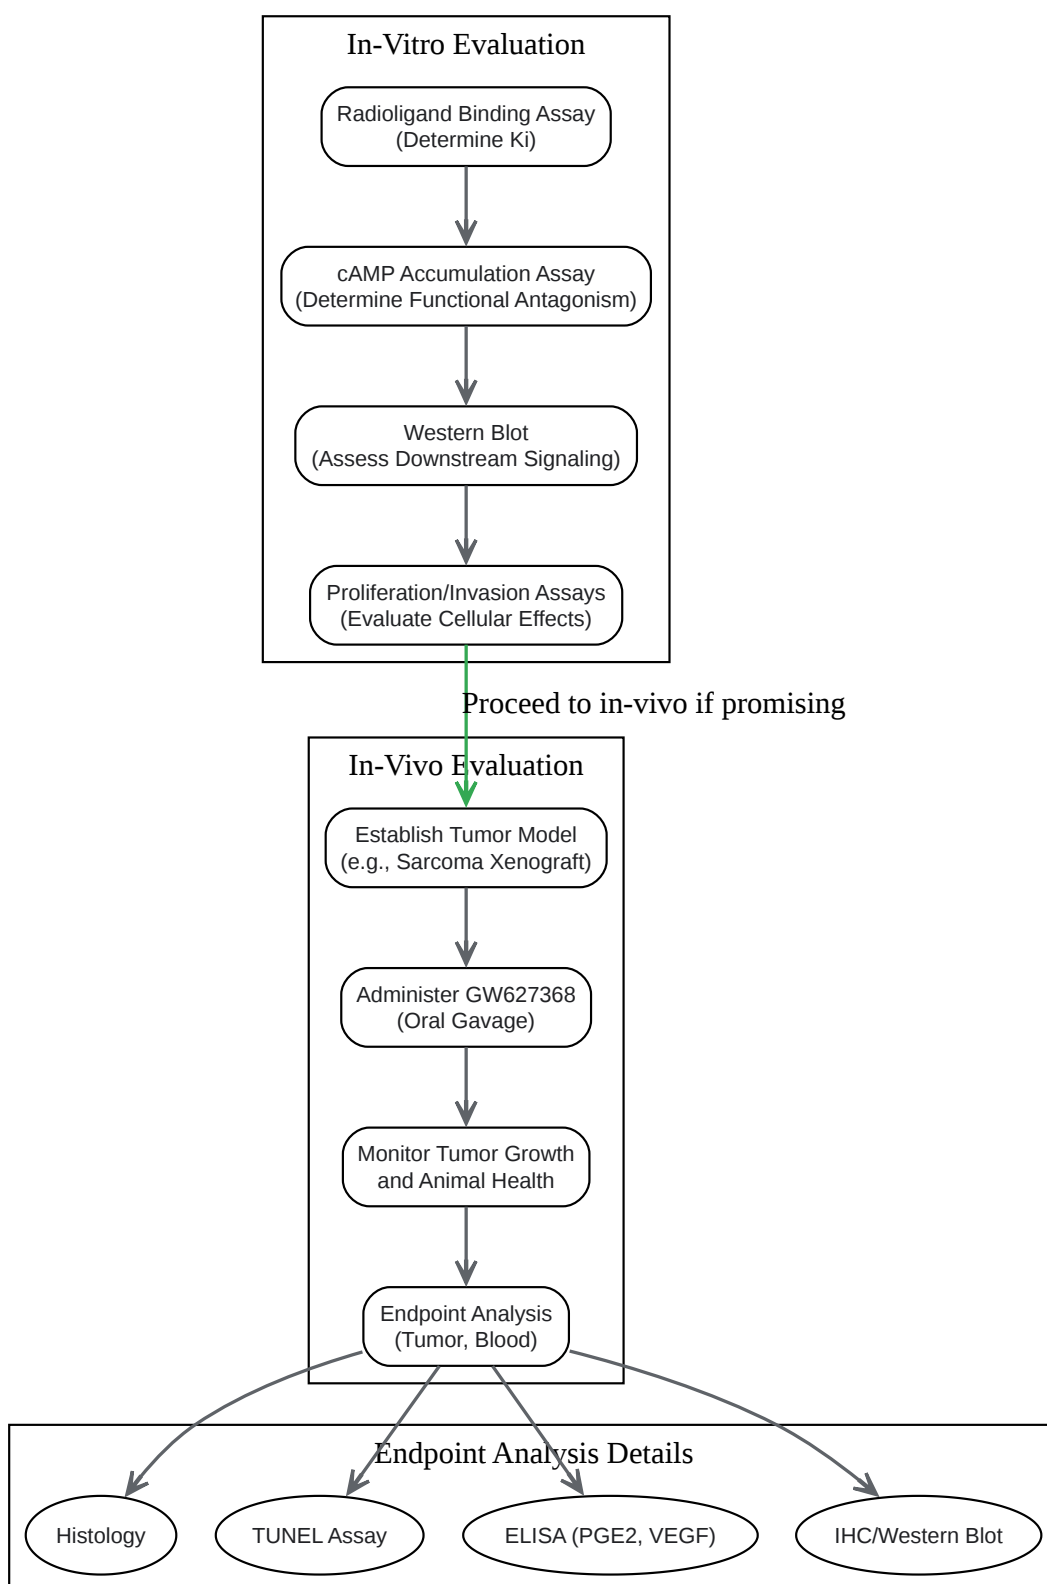 In-Vitro Evaluation
Radioligand Binding Assay
(Determine Ki)
cAMP Accumulation Assay
(Determine Functional Antagonism)
Western Blot
(Assess Downstream Signaling)
Proliferation/Invasion Assays
(Evaluate Cellular Effects)
Proceed to in-vivo if promising
In-Vivo Evaluation
Establish Tumor Model
(e.g., Sarcoma Xenograft)
Administer GW627368
(Oral Gavage)
Monitor Tumor Growth
and Animal Health
Endpoint Analysis
(Tumor, Blood)
Endpoint Analysis Details
Histology
TUNEL Assay
ELISA (PGE2, VEGF)
IHC/Western Blot